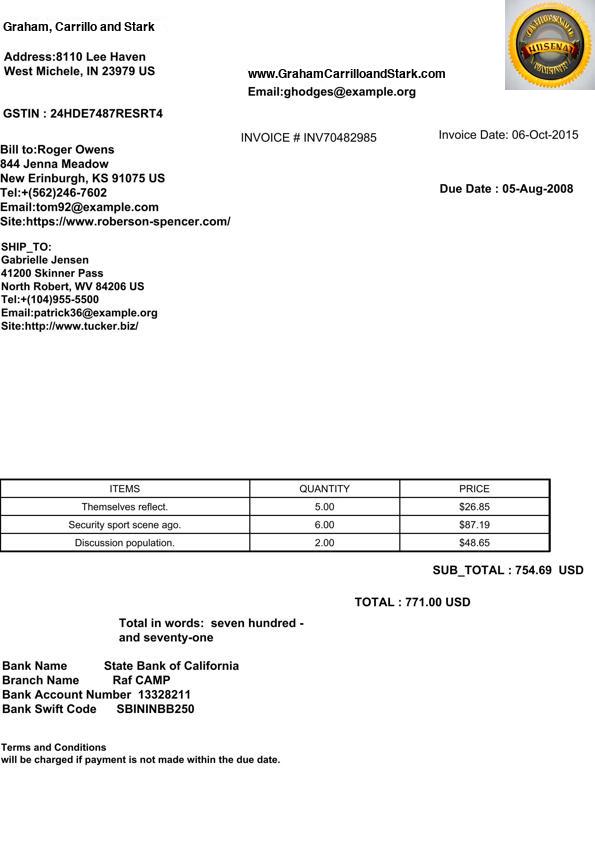 Graham, Carrillo and Stark
Address:8110 Lee Haven
West Michele, IN 23979 US
www.GrahamCarrilloandStark.com
Email:ghodges@example.org
HUSENAT
GSTIN : 24HDE7487RESRT4
INVOICE # INV70482985
Invoice Date: 06-Oct-2015
Due Date : 05-Aug-2008
Bill to:Roger Owens
844 Jenna Meadow
New Erinburgh, KS 91075 US
Tel:+(562)246-7602
Email:tom92@example.com
Site:https://www.roberson-spencer.com/
SHIP_TO:
Gabrielle Jensen
41200 Skinner Pass
North Robert, WV 84206 US
Tel:+(104)955-5500
Email:patrick36@example.org
Site:http://www.tucker.biz/
ITEMS QUANTITY PRICE
Themselves reflect. 5.00 $26.85
Security sport scene ago. 6.00 $87.19
Discussion population. 2.00 $48.65
SUB_TOTAL : 754.69 USD
TOTAL : 771.00 USD
Total in words: seven hundred -
and seventy-one
Bank Name State Bank of California
Branch Name Raf CAMP
Bank Account Number 13328211
Bank Swift Code SBININBB250
Terms and Conditions
will be charged if payment is not made within the due date.